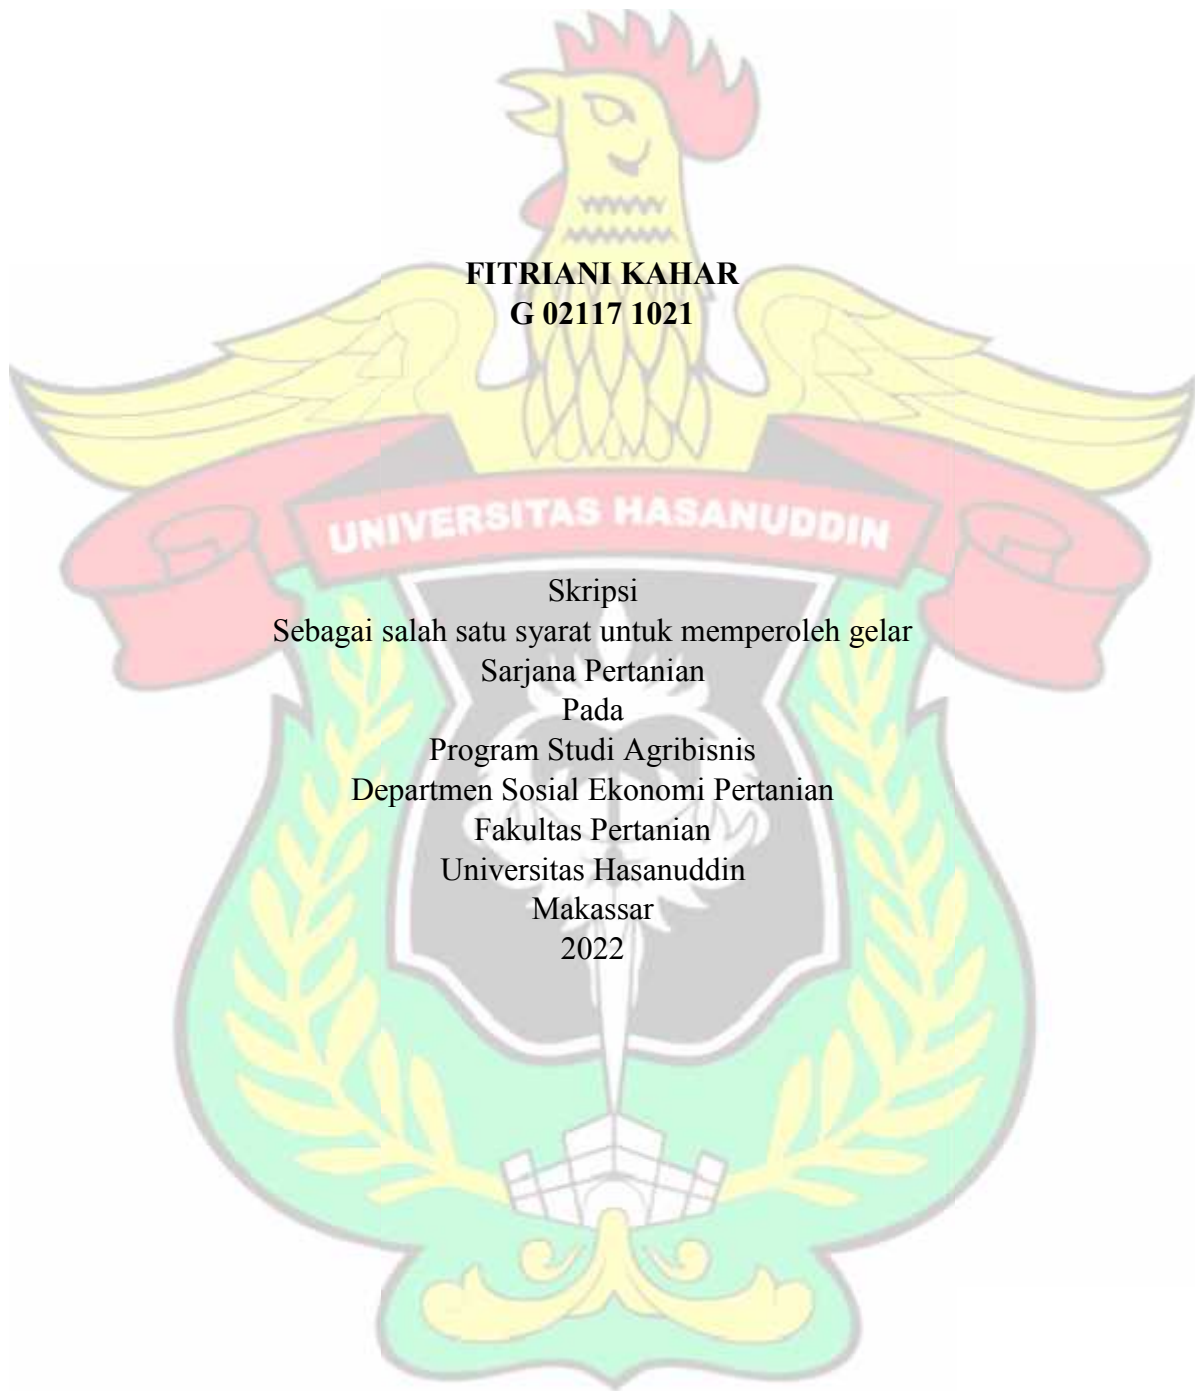 FITRIANI KAHAR
G 02117 1021
UNIVERSITAS HASANUDDIN
Skripsi
Sebagai salah satu syarat untuk memperoleh gelar
Sarjana Pertanian
Pada
Program Studi Agribisnis
Departmen Sosial Ekonomi Pertanian
Fakultas Pertanian
Universitas Hasanuddin
Makassar
2022